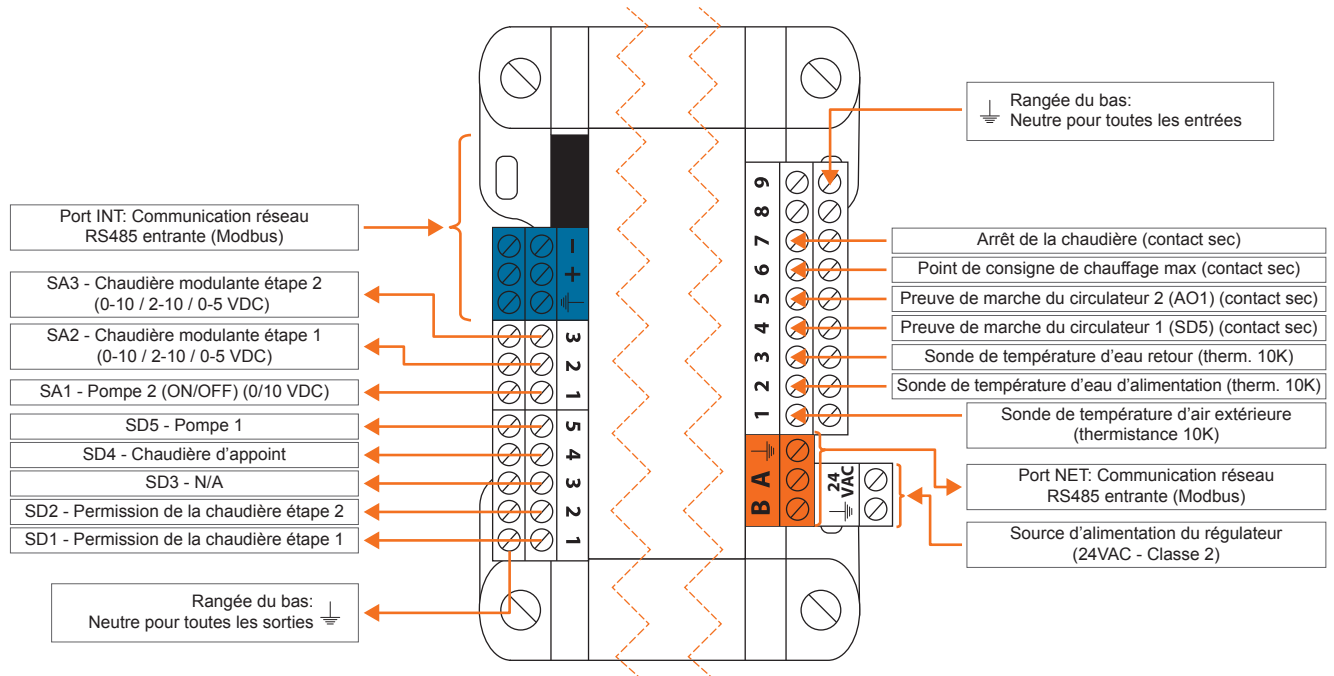 Port INT: Communication réseau
RS485 entrante (Modbus)
SA3 - Chaudière modulante étape 2
(0-10 / 2-10 / 0-5 VDC)
SA2 - Chaudière modulante étape 1
(0-10 / 2-10 / 0-5 VDC)
SA1 - Pompe 2 (ON/OFF) (0/10 VDC)
SD5 - Pompe 1
SD4 - Chaudière d'appoint
SD3 - N/A
SD2 - Permission de la chaudière étape 2
SD1 - Permission de la chaudière étape 1
Rangée du bas:
Neutre pour toutes les sorties
–
+
3
2
1
5
4
3
2
1
9
8
7
6
5
4
3
2
1
A
B
24
VAC
Rangée du bas:
Neutre pour toutes les entrées
Arrêt de la chaudière (contact sec)
Point de consigne de chauffage max (contact sec)
Preuve de marche du circulateur 2 (AO1) (contact sec)
Preuve de marche du circulateur 1 (SD5) (contact sec)
Sonde de température d'eau retour (therm. 10K)
Sonde de température d'eau d'alimentation (therm. 10K)
Sonde de température d'air extérieure
(thermistance 10K)
Port NET: Communication réseau
RS485 entrante (Modbus)
Source d'alimentation du régulateur
(24VAC - Classe 2)